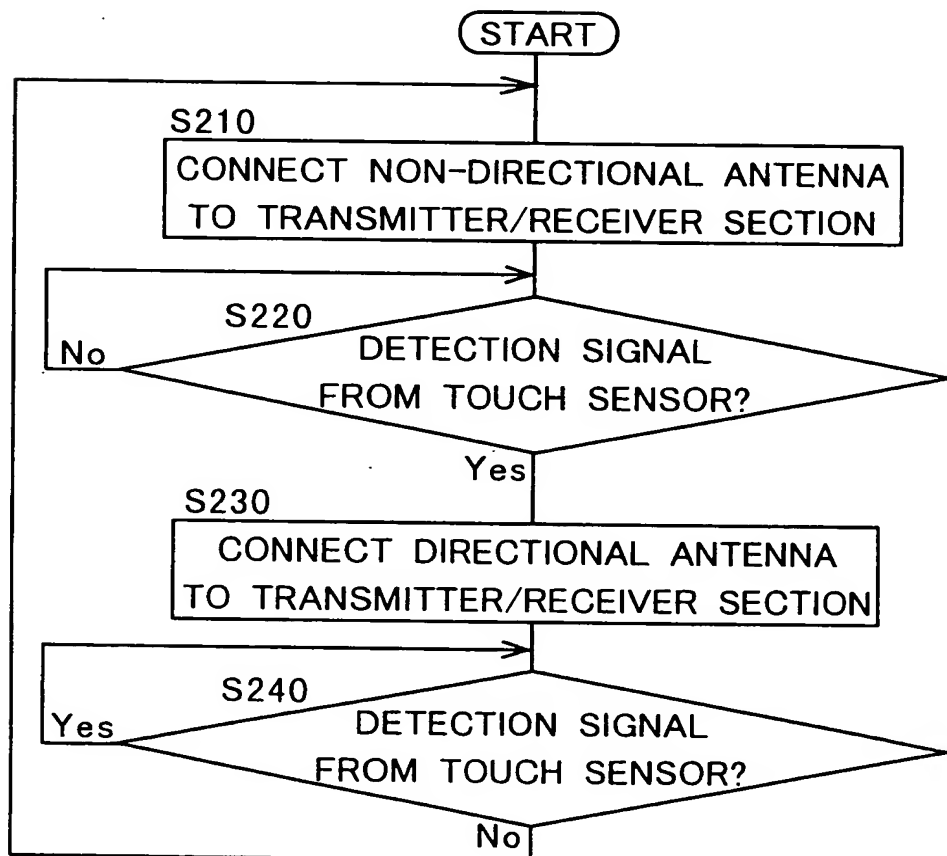 START
S210
CONNECT NON-DIRECTIONAL ANTENNA
TO TRANSMITTER/RECEIVER SECTION
S220
DETECTION SIGNAL
FROM TOUCH SENSOR?
No
Yes
S230
CONNECT DIRECTIONAL ANTENNA
TO TRANSMITTER/RECEIVER SECTION
S240
DETECTION SIGNAL
FROM TOUCH SENSOR?
Yes
No